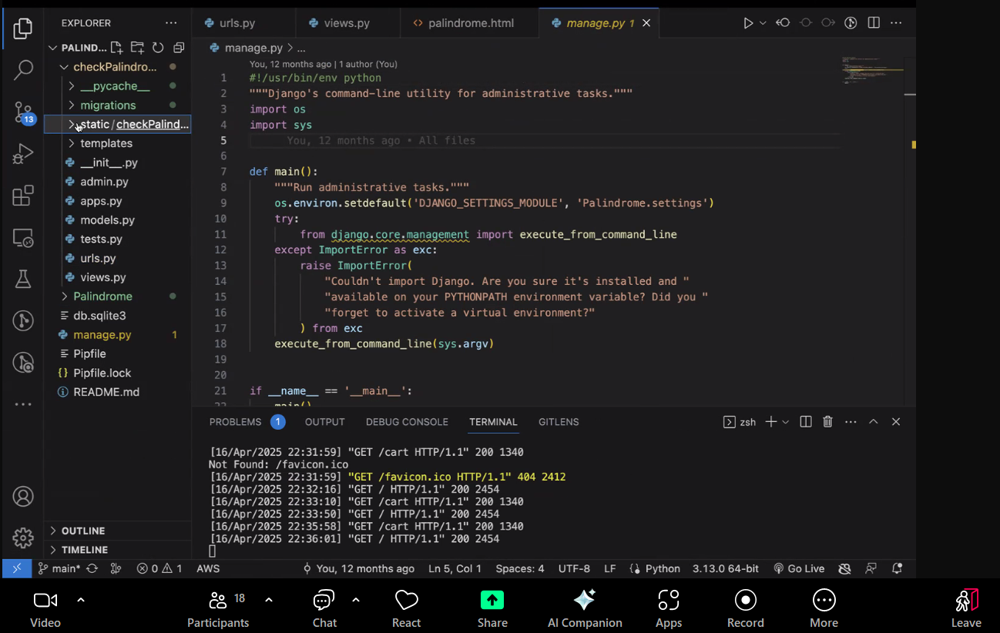 EXPLORER
urls.py
views.py
palindrome.html
manage.py 1
PALIND...
manage.py > ...
checkPalindro...
__pycache__
migrations
static / checkPalind...
templates
__init__.py
admin.py
apps.py
models.py
tests.py
urls.py
views.py
Palindrome
db.sqlite3
manage.py 1
Pipfile
Pipfile.lock
README.md
OUTLINE
TIMELINE
13
You, 12 months ago | 1 author (You)
1 #!/usr/bin/env python
2 """Django's command-line utility for administrative tasks."""
3 import os
4 import sys
5 You, 12 months ago • All files
6
7 def main():
8 """Run administrative tasks."""
9 os.environ.setdefault('DJANGO_SETTINGS_MODULE', 'Palindrome.settings')
10 try:
11 from django.core.management import execute_from_command_line
12 except ImportError as exc:
13 raise ImportError(
14 "Couldn't import Django. Are you sure it's installed and "
15 "available on your PYTHONPATH environment variable? Did you "
16 "forget to activate a virtual environment?"
17 ) from exc
18 execute_from_command_line(sys.argv)
19
20
21 if __name__ == '__main__':
22 main()
PROBLEMS 1 OUTPUT DEBUG CONSOLE TERMINAL GITLENS zsh
[16/Apr/2025 22:31:59] "GET /cart HTTP/1.1" 200 1340
Not Found: /favicon.ico
[16/Apr/2025 22:31:59] "GET /favicon.ico HTTP/1.1" 404 2412
[16/Apr/2025 22:32:16] "GET / HTTP/1.1" 200 2454
[16/Apr/2025 22:33:10] "GET /cart HTTP/1.1" 200 1340
[16/Apr/2025 22:33:50] "GET / HTTP/1.1" 200 2454
[16/Apr/2025 22:35:58] "GET /cart HTTP/1.1" 200 1340
[16/Apr/2025 22:36:01] "GET / HTTP/1.1" 200 2454
main* 0 1 AWS You, 12 months ago Ln 5, Col 1 Spaces: 4 UTF-8 LF Python 3.13.0 64-bit Go Live
18
Video Participants Chat React Share AI Companion Apps Record More Leave